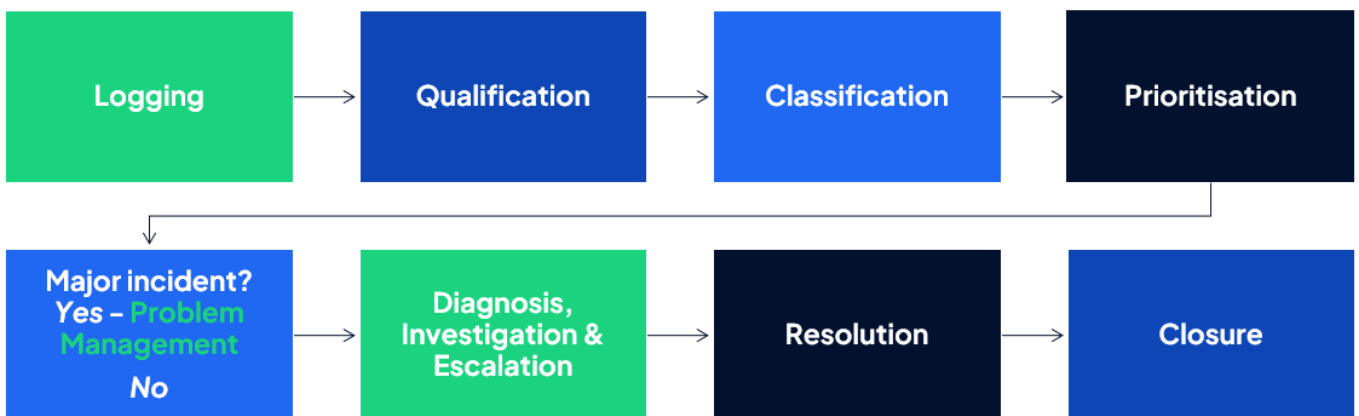 Logging
Qualification
Classification
Prioritisation
Major incident?
Yes – Problem
Management
No
Diagnosis,
Investigation &
Escalation
Resolution
Closure